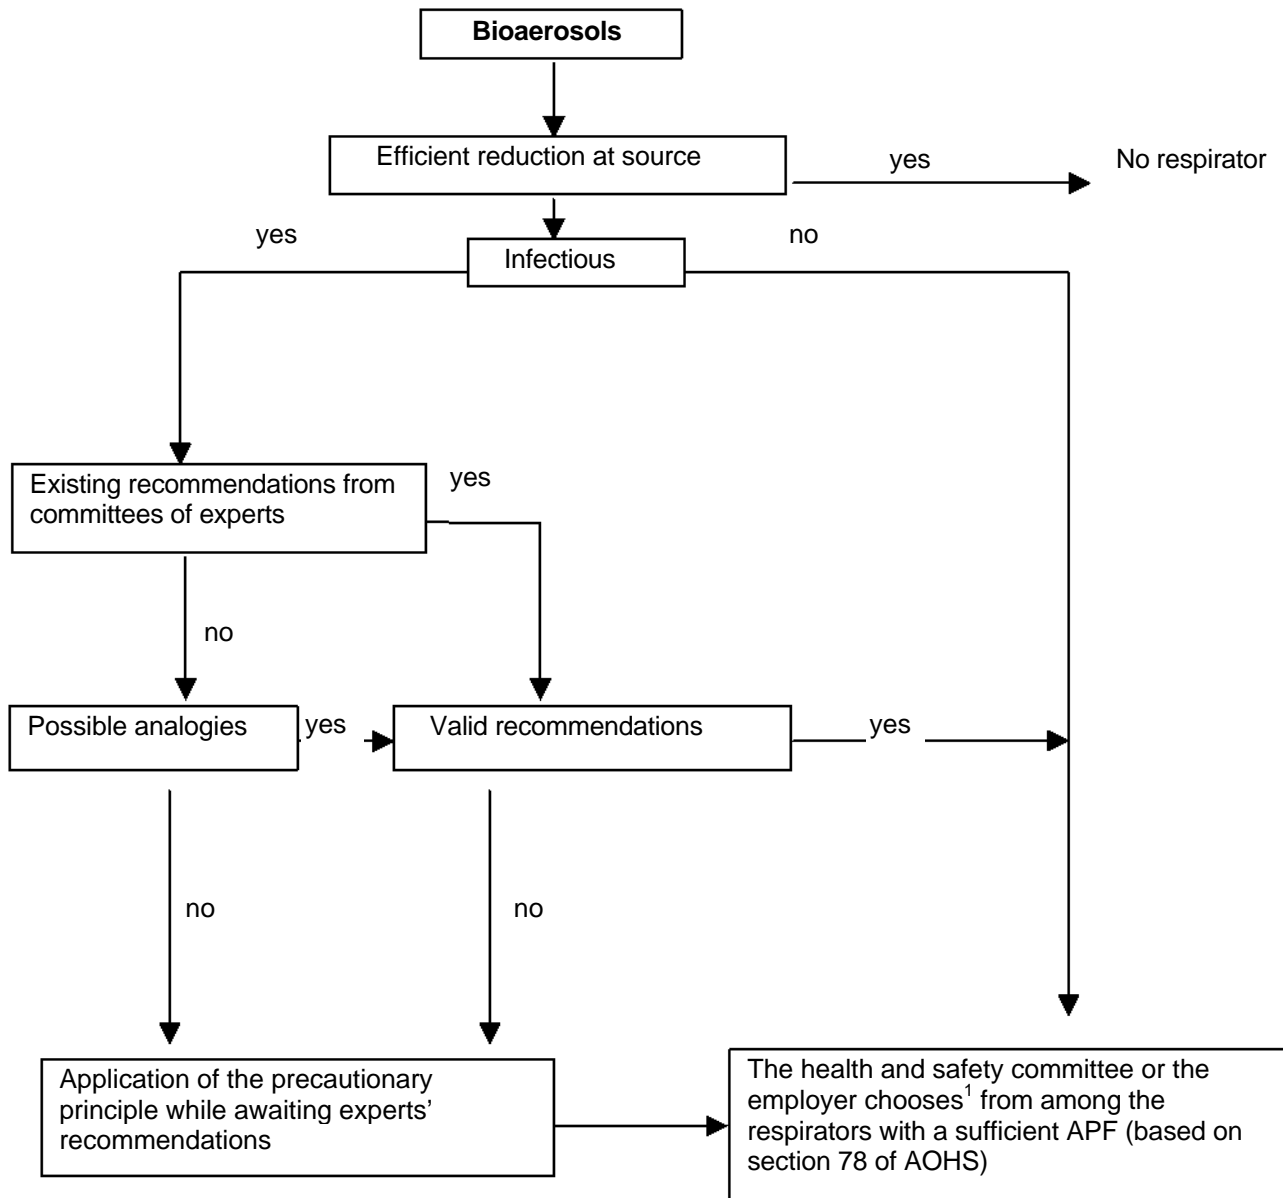 Bioaerosols
Efficient reduction at source
yes
No respirator
yes
no
Infectious
Existing recommendations from
committees of experts
yes
no
Possible analogies
yes
Valid recommendations
yes
no
no
Application of the precautionary
principle while awaiting experts’
recommendations
The health and safety committee or the
employer chooses¹ from among the
respirators with a sufficient APF (based on
section 78 of AOHS)